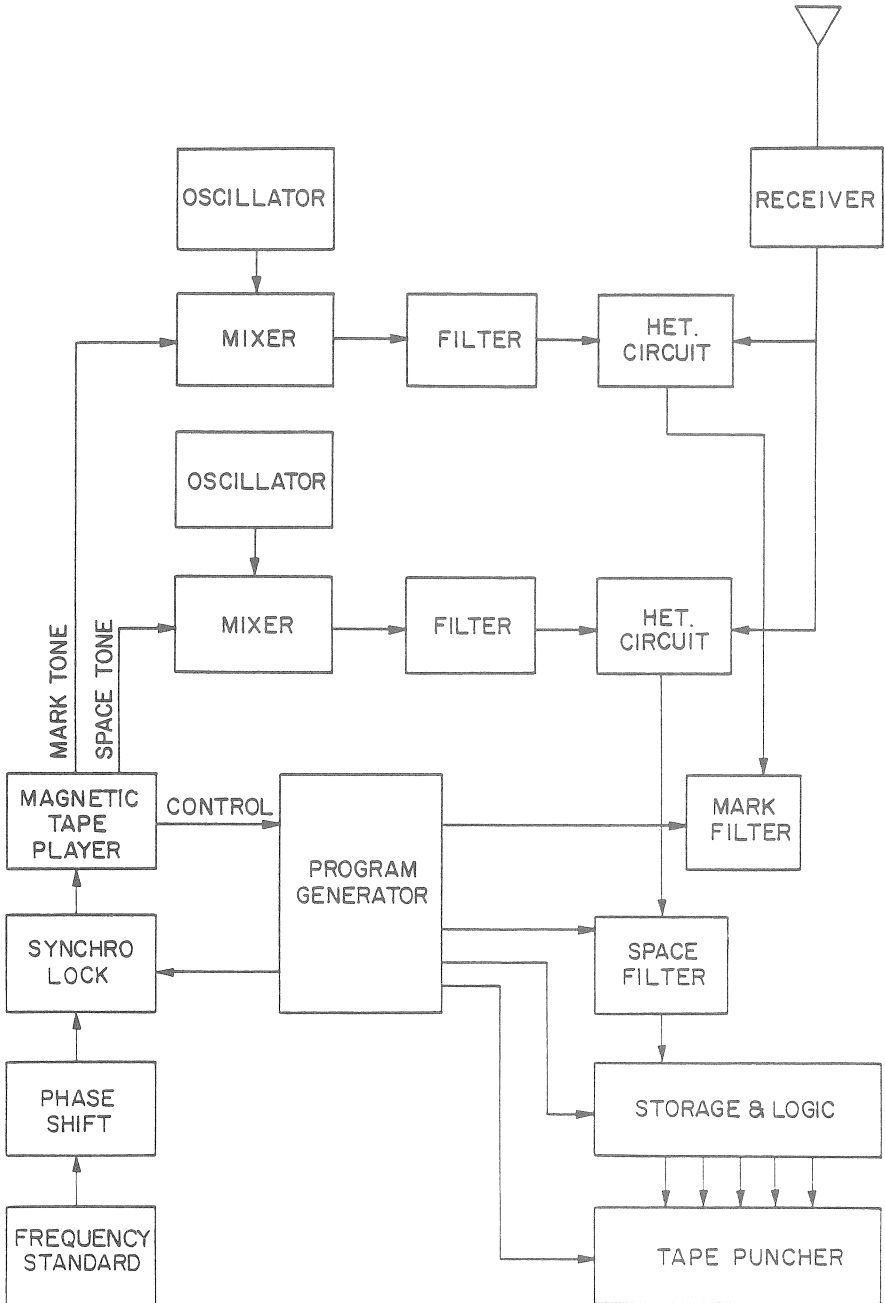 OSCILLATOR
RECEIVER
MIXER
FILTER
HET.
CIRCUIT
OSCILLATOR
MIXER
FILTER
HET.
CIRCUIT
MARK TONE
SPACE TONE
MAGNETIC
TAPE
PLAYER
CONTROL
PROGRAM
GENERATOR
MARK
FILTER
SYNCHRO
LOCK
SPACE
FILTER
PHASE
SHIFT
STORAGE & LOGIC
FREQUENCY
STANDARD
TAPE PUNCHER